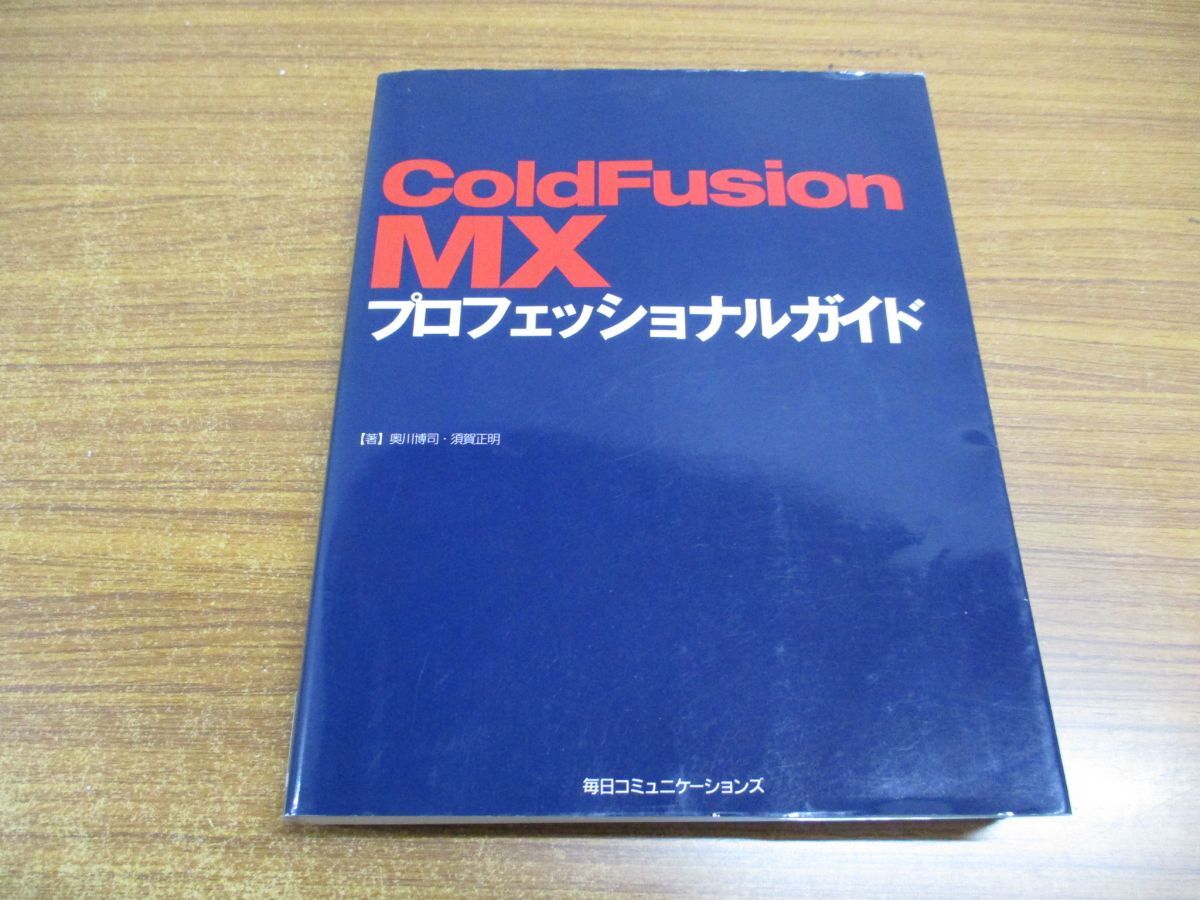 ColdFusion
MX
プロフェッショナルガイド
【著】奥川博司・須賀正明
毎日コミュニケーションズ